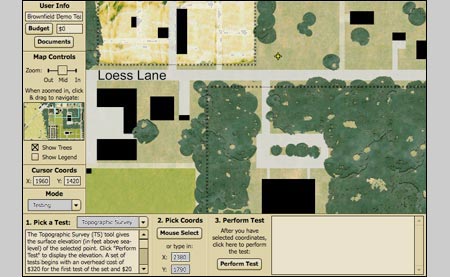 User Info
Brownfield Demo Tea
Budget $0
Documents
Map Controls
Zoom:
Out Mid In
When zoomed in, click
& drag to navigate:
Show Trees
Show Legend
Cursor Coords
X: 1960 Y: 1420
Mode
Testing
Loess Lane
1. Pick a Test: Topographic Survey
The Topographic Survey (TS) tool gives
the surface elevation (in feet above sea-
level) of the selected point. Click "Perform
Test" to display the elevation. A set of
tests begins with an overhead cost of
$320 for the first test of the set and $20
2. Pick Coords
Mouse Select
or type in:
X: 2180
Y: 1790
3. Perform Test
After you have
selected coordinates,
click here to
perform the
test:
Perform Test